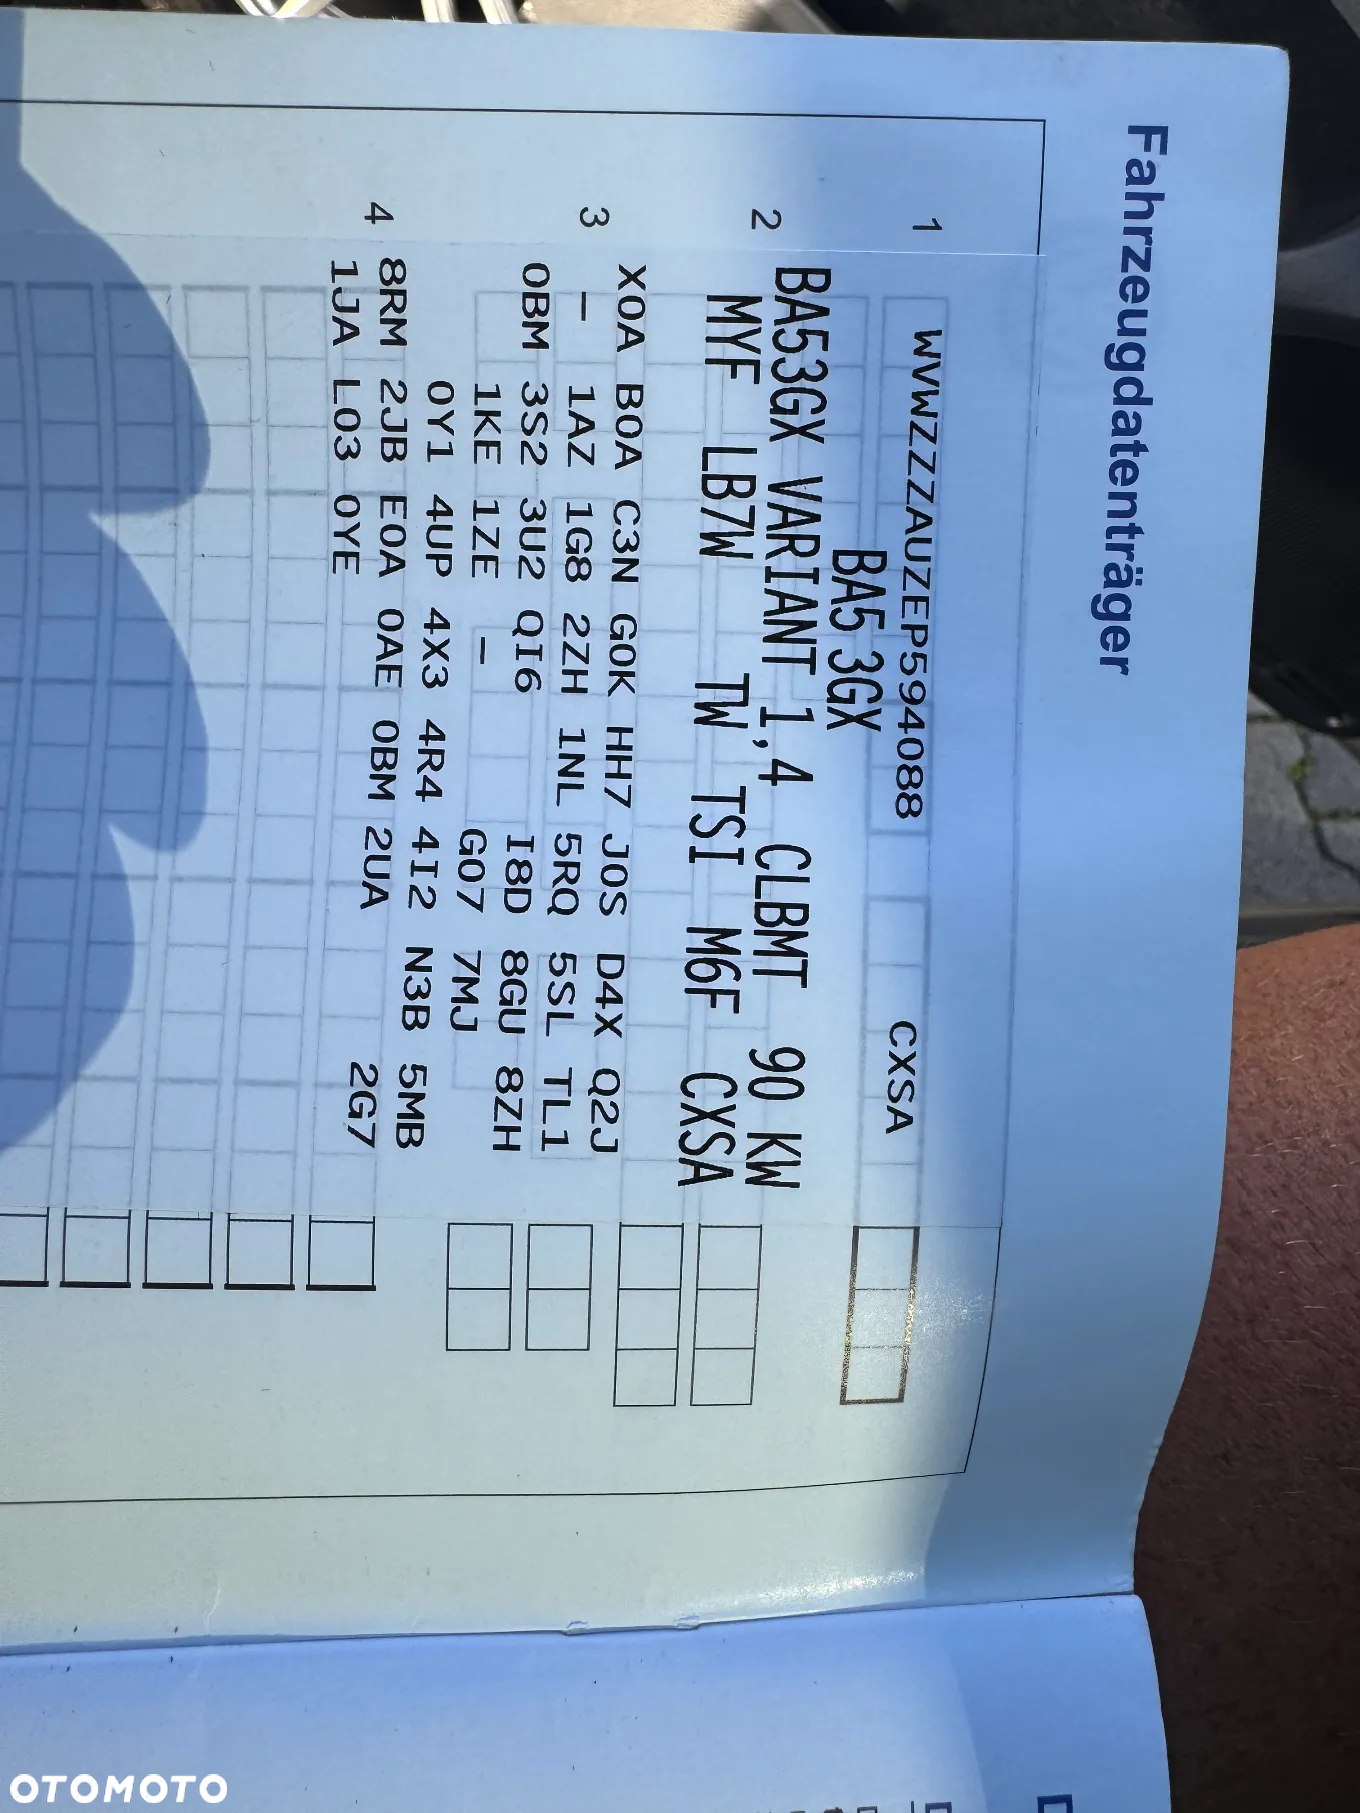 Fahrzeugdatenträger
1 WVWZZZAUZEP594088 CXSA
BA5 3GX
2 BA53GX VARIANT 1,4 CLBMT 90 KW
MYF LB7W TW TSI M6F CXSA
3 X0A B0A C3N G0K HH7 J0S D4X Q2J
– 1AZ 1G8 2ZH 1NL 5RQ 5SL TL1
0BM 3S2 3U2 QI6 I8D 8GU 8ZH
1KE 1ZE – G07 7MJ
0Y1 4UP 4X3 4R4 4I2 N3B 5MB
4 8RM 2JB E0A 0AE 0BM 2UA 2G7
1JA L03 0YE
OTOMOTO